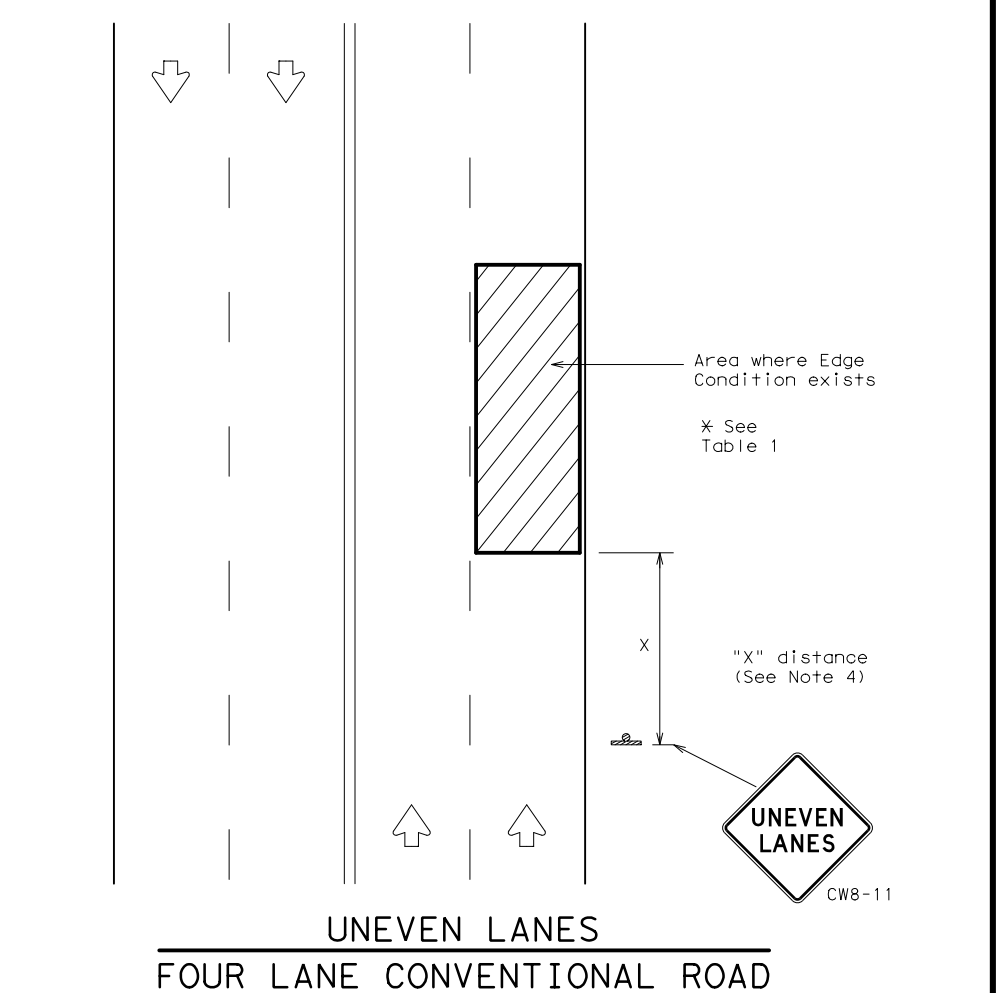 Area where Edge
Condition exists
* See
Table 1
X
"X" distance
(See Note 4)
UNEVEN
LANES
CW8-11
UNEVEN LANES
FOUR LANE CONVENTIONAL ROAD